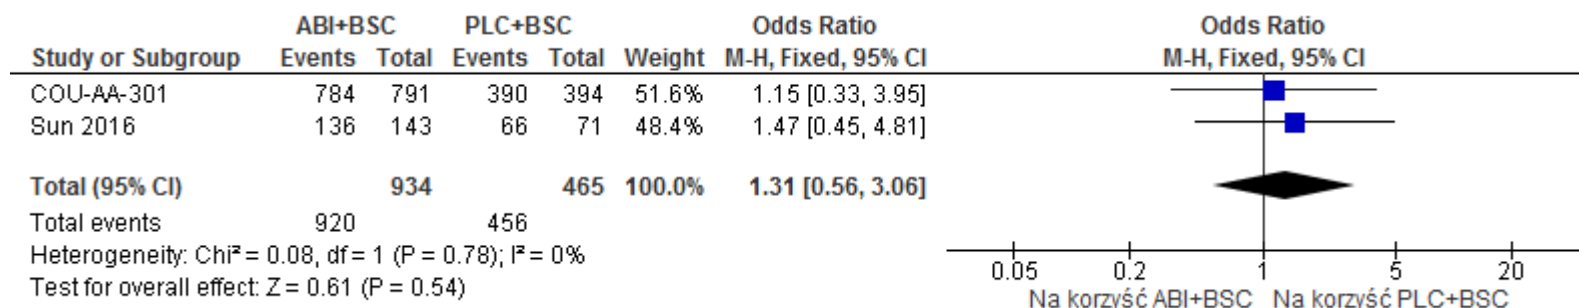 ABI+BSC PLC+BSC Odds Ratio Odds Ratio
Study or Subgroup Events Total Events Total Weight M-H, Fixed, 95% CI M-H, Fixed, 95% CI
COU-AA-301 784 791 390 394 51.6% 1.15 [0.33, 3.95]
Sun 2016 136 143 66 71 48.4% 1.47 [0.45, 4.81]
Total (95% CI) 934 465 100.0% 1.31 [0.56, 3.06]
Total events 920 456
Heterogeneity: Chi² = 0.08, df = 1 (P = 0.78); I² = 0%
Test for overall effect: Z = 0.61 (P = 0.54)
0.05 0.2 1 5 20
Na korzyść ABI+BSC Na korzyść PLC+BSC